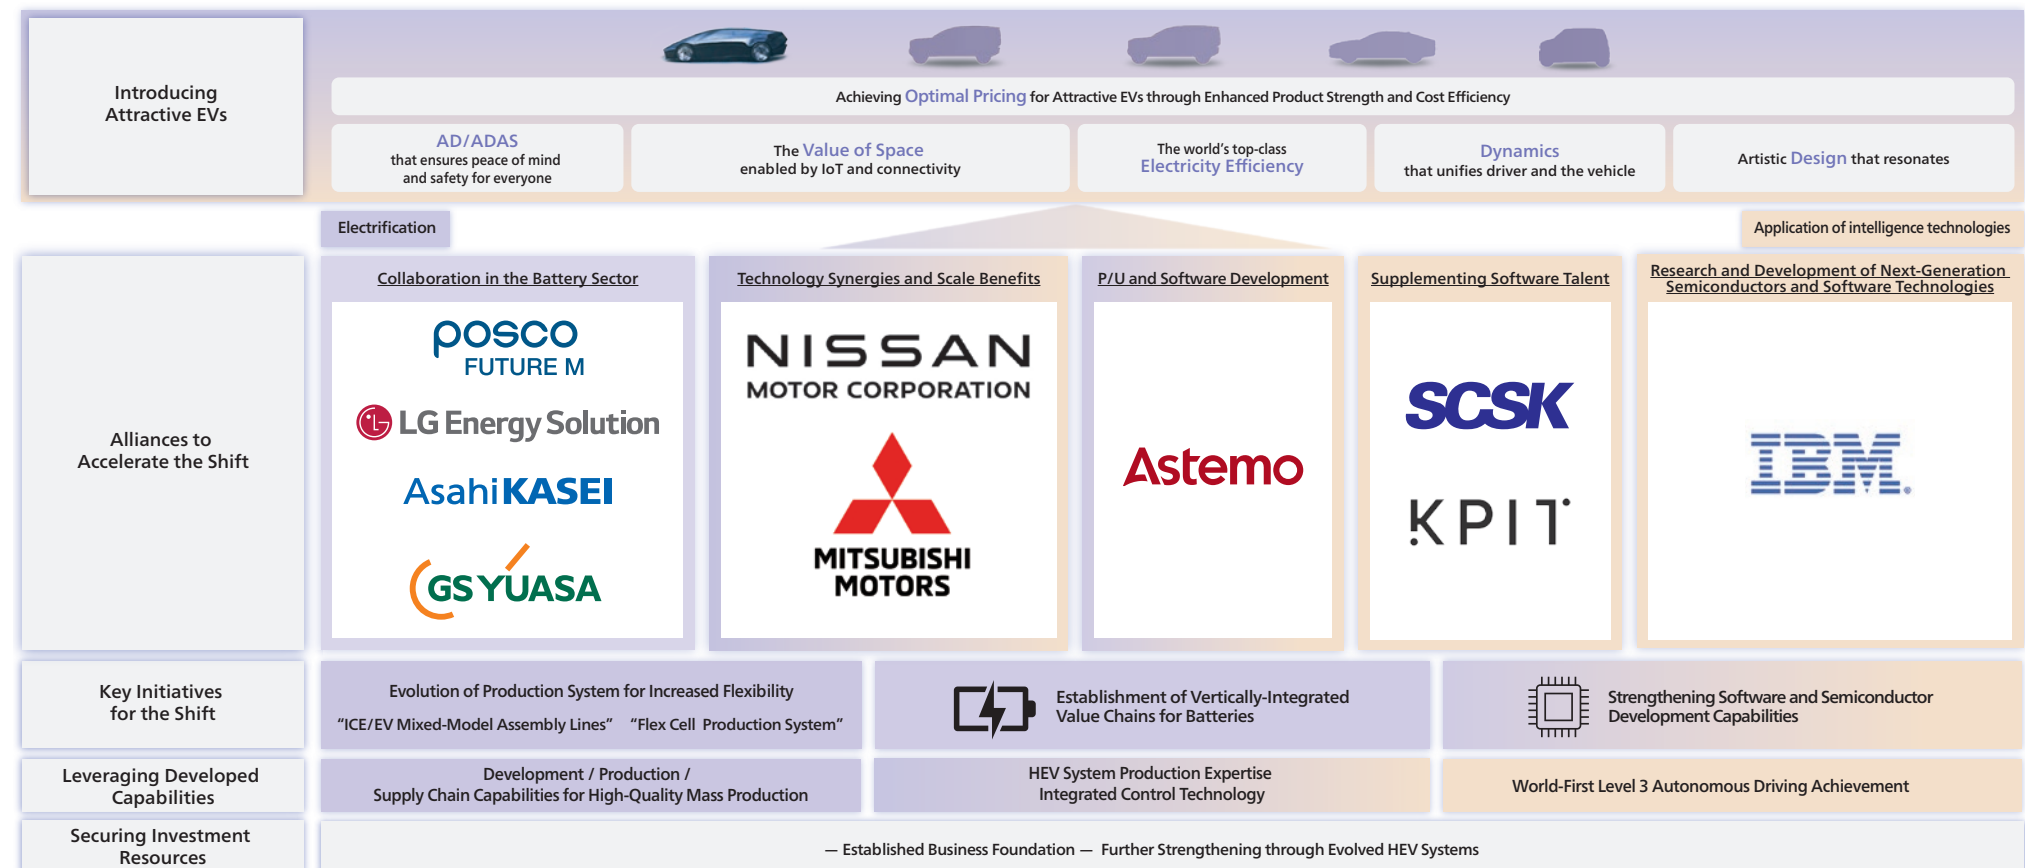 Introducing
Attractive EVs
Achieving Optimal Pricing for Attractive EVs through Enhanced Product Strength and Cost Efficiency
AD/ADAS
that ensures peace of mind
and safety for everyone
The Value of Space
enabled by IoT and connectivity
The world's top-class
Electricity Efficiency
Dynamics
that unifies driver and the vehicle
Artistic Design that resonates
Electrification
Application of intelligence technologies
Alliances to
Accelerate the Shift
Collaboration in the Battery Sector
posco
FUTURE M
LG Energy Solution
AsahiKASEI
GS YUASA
Technology Synergies and Scale Benefits
NISSAN
MOTOR CORPORATION
MITSUBISHI
MOTORS
P/U and Software Development
Astemo
Supplementing Software Talent
SCSK
KPIT
Research and Development of Next-Generation
Semiconductors and Software Technologies
IBM®
Key Initiatives
for the Shift
Evolution of Production System for Increased Flexibility
“ICE/EV Mixed-Model Assembly Lines” “Flex Cell Production System”
Establishment of Vertically-Integrated
Value Chains for Batteries
Strengthening Software and Semiconductor
Development Capabilities
Leveraging Developed
Capabilities
Development / Production /
Supply Chain Capabilities for High-Quality Mass Production
HEV System Production Expertise
Integrated Control Technology
World-First Level 3 Autonomous Driving Achievement
Securing Investment
Resources
— Established Business Foundation — Further Strengthening through Evolved HEV Systems